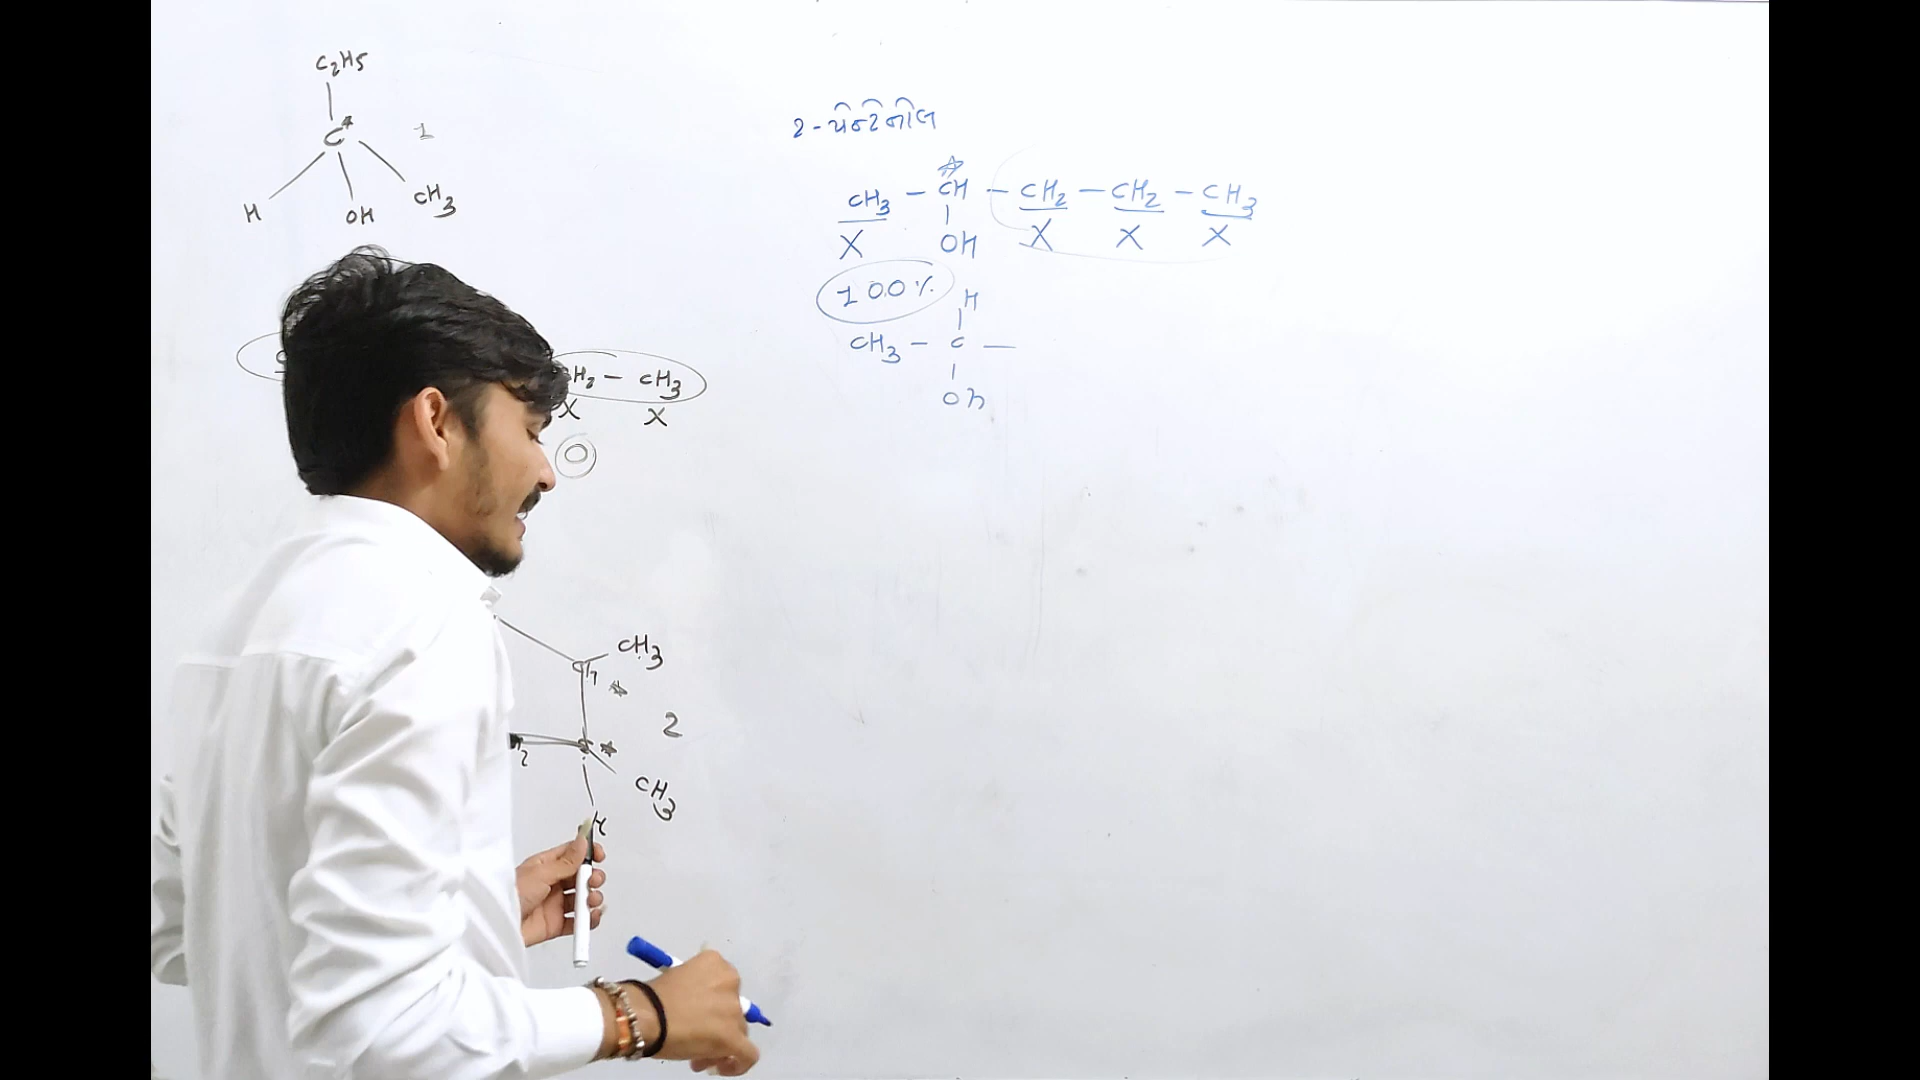 C₂H₅
C* 1
H OH CH₃
H₂ - CH₃
X X
O
CH₃
*
2
*
2
CH₃
H
2-પેન્ટેનોલ
CH₃ - CH - CH₂ - CH₂ - CH₃
X OH X X X
100%
H
CH₃ - C -
OH